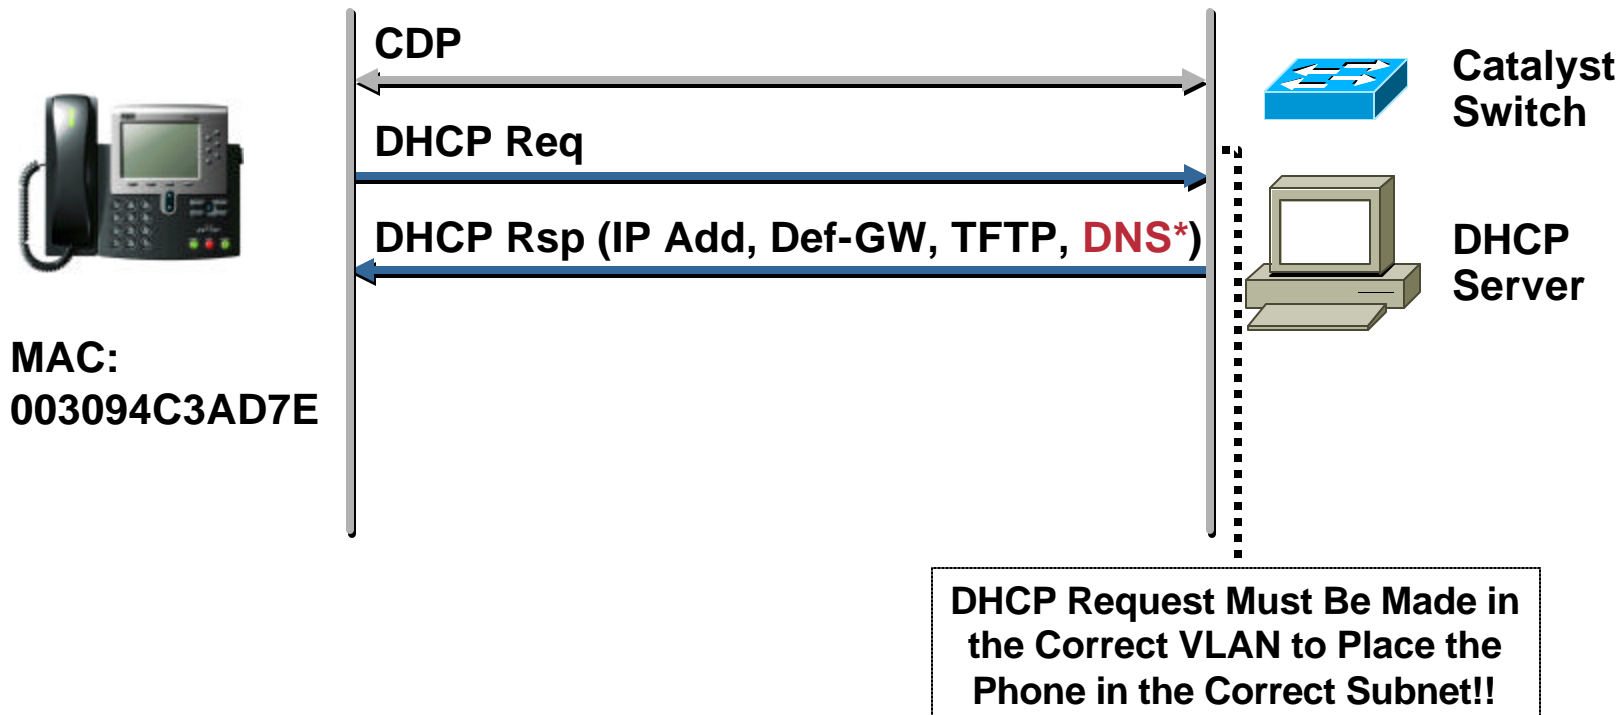 CDP
Catalyst
Switch
DHCP Req
DHCP Rsp (IP Add, Def-GW, TFTP, DNS*)
DHCP
Server
MAC:
003094C3AD7E
DHCP Request Must Be Made in
the Correct VLAN to Place the
Phone in the Correct Subnet!!